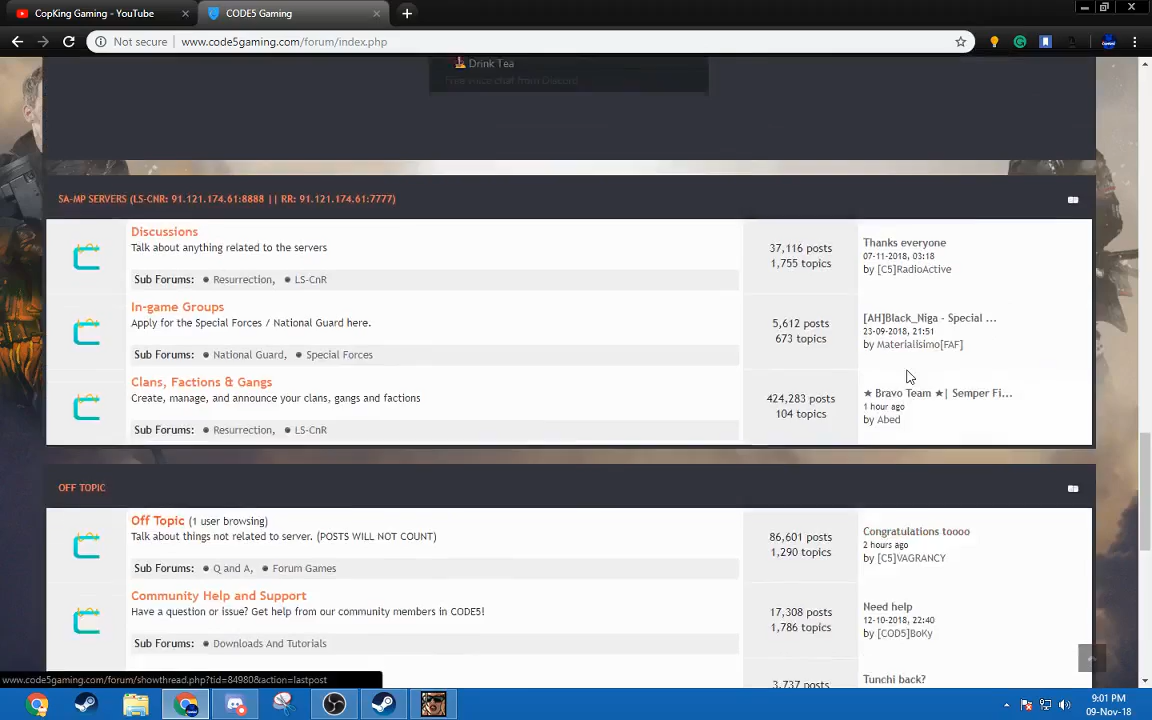 CopKing Gaming - YouTube
CODE5 Gaming
Not secure
www.code5gaming.com/forum/index.php
Drink Tea
Free voice chat from Discord
SA-MP SERVERS (LS-CNR: 91.121.174.61:8888 || RR: 91.121.174.61:7777)
Discussions
Talk about anything related to the servers
Sub Forums: Resurrection, LS-CnR
37,116 posts
1,755 topics
Thanks everyone
07-11-2018, 03:18
by [C5]RadioActive
In-game Groups
Apply for the Special Forces / National Guard here.
Sub Forums: National Guard, Special Forces
5,612 posts
673 topics
[AH]Black_Niga - Special ...
23-09-2018, 21:51
by Materialisimo[FAF]
Clans, Factions & Gangs
Create, manage, and announce your clans, gangs and factions
Sub Forums: Resurrection, LS-CnR
424,283 posts
104 topics
★ Bravo Team ★| Semper Fi...
1 hour ago
by Abed
OFF TOPIC
Off Topic (1 user browsing)
Talk about things not related to server. (POSTS WILL NOT COUNT)
Sub Forums: Q and A, Forum Games
86,601 posts
1,290 topics
Congratulations toooo
2 hours ago
by [C5]VAGRANCY
Community Help and Support
Have a question or issue? Get help from our community members in CODE5!
Sub Forums: Downloads And Tutorials
17,308 posts
1,786 topics
Need help
12-10-2018, 22:40
by [COD5]BoKy
3,737 posts
Tunchi back?
www.code5gaming.com/forum/showthread.php?tid=84980&action=lastpost
9:01 PM
09-Nov-18